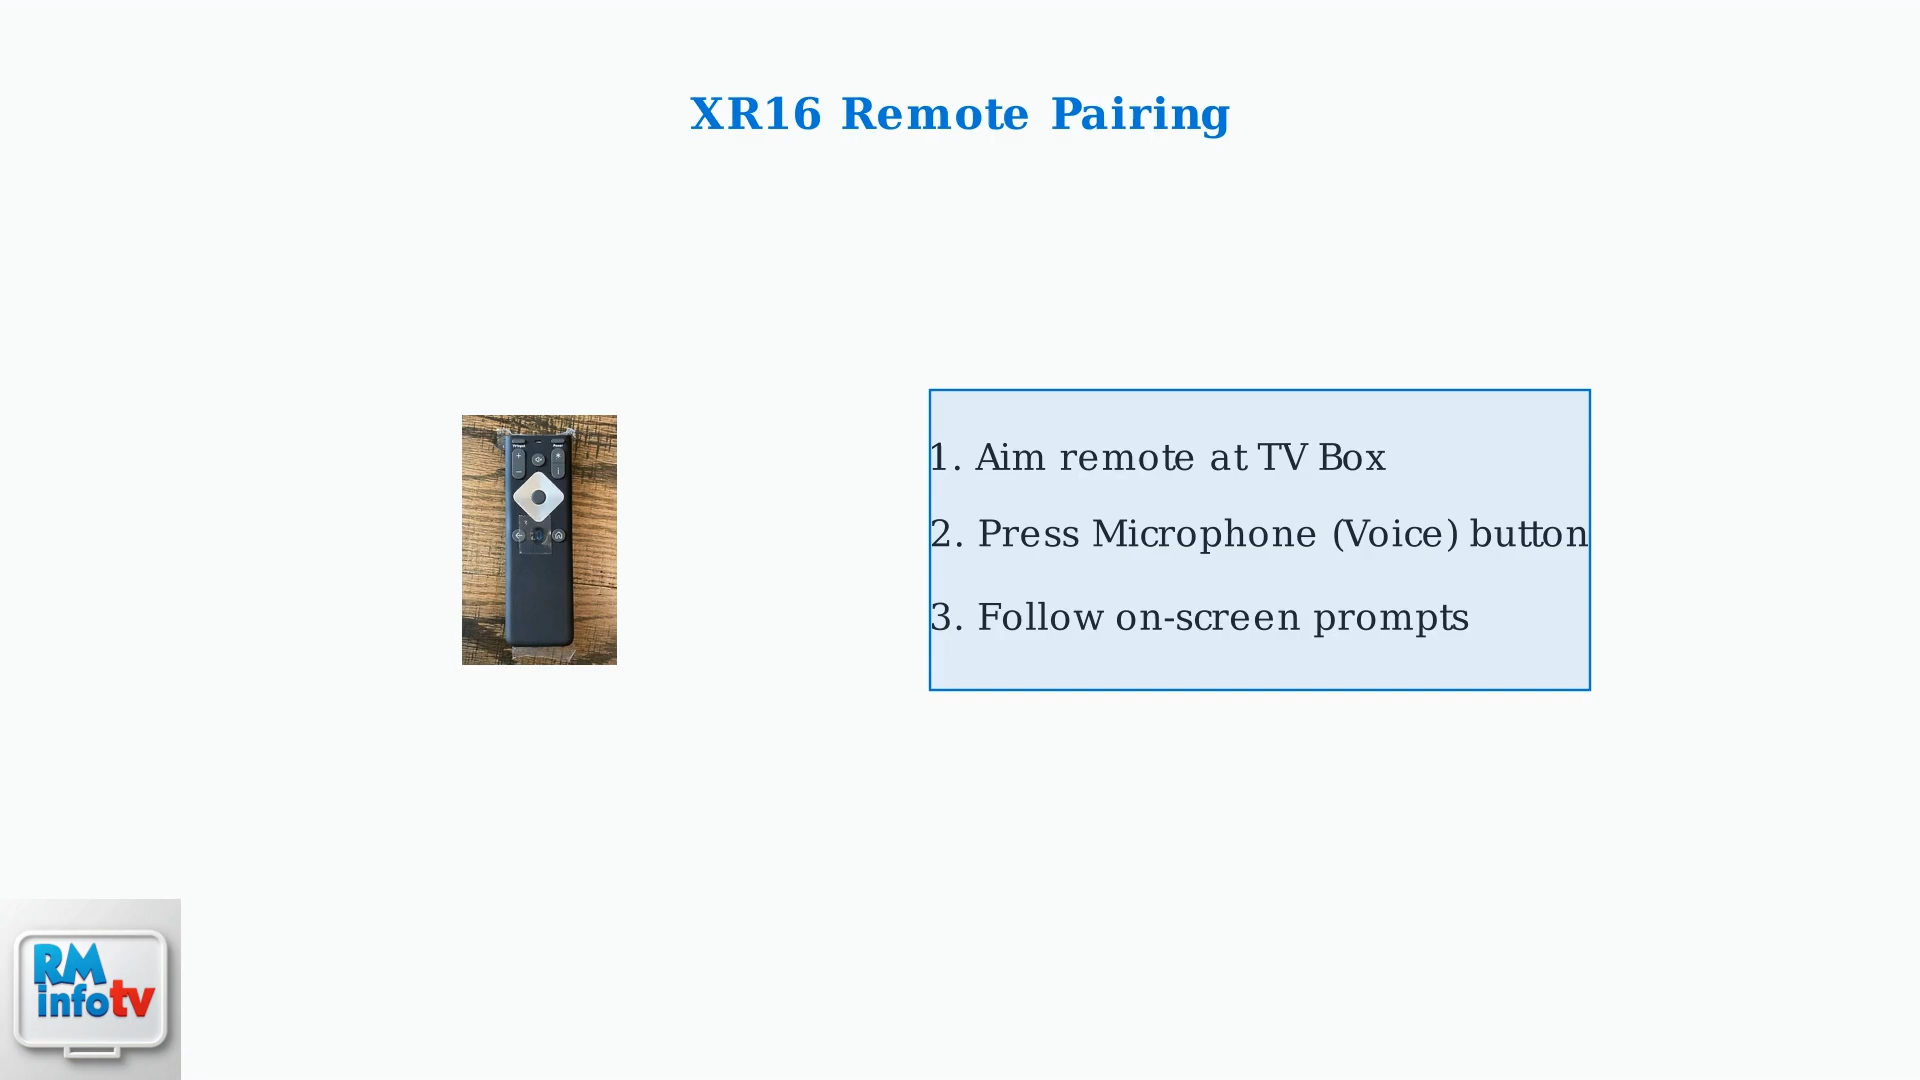 XR16 Remote Pairing
1. Aim remote at TV Box
2. Press Microphone (Voice) button
3. Follow on-screen prompts
RM
infotv